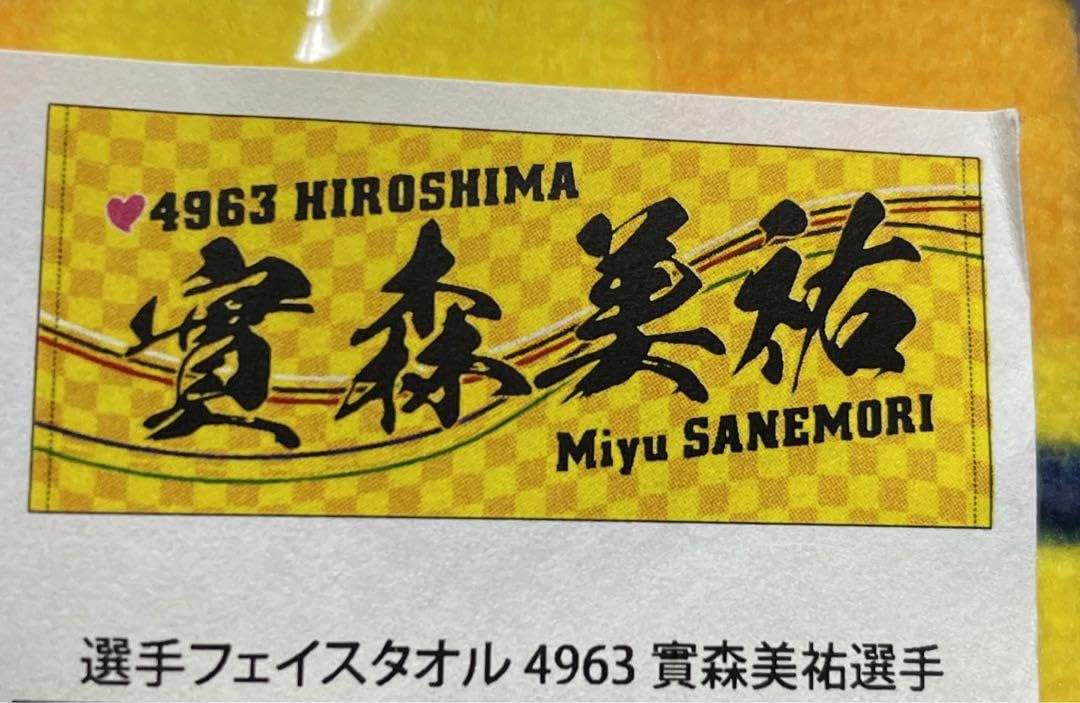 4963 HIROSHIMA
實森美祐
Miyu SANEMORI
選手フェイスタオル 4963 實森美祐選手